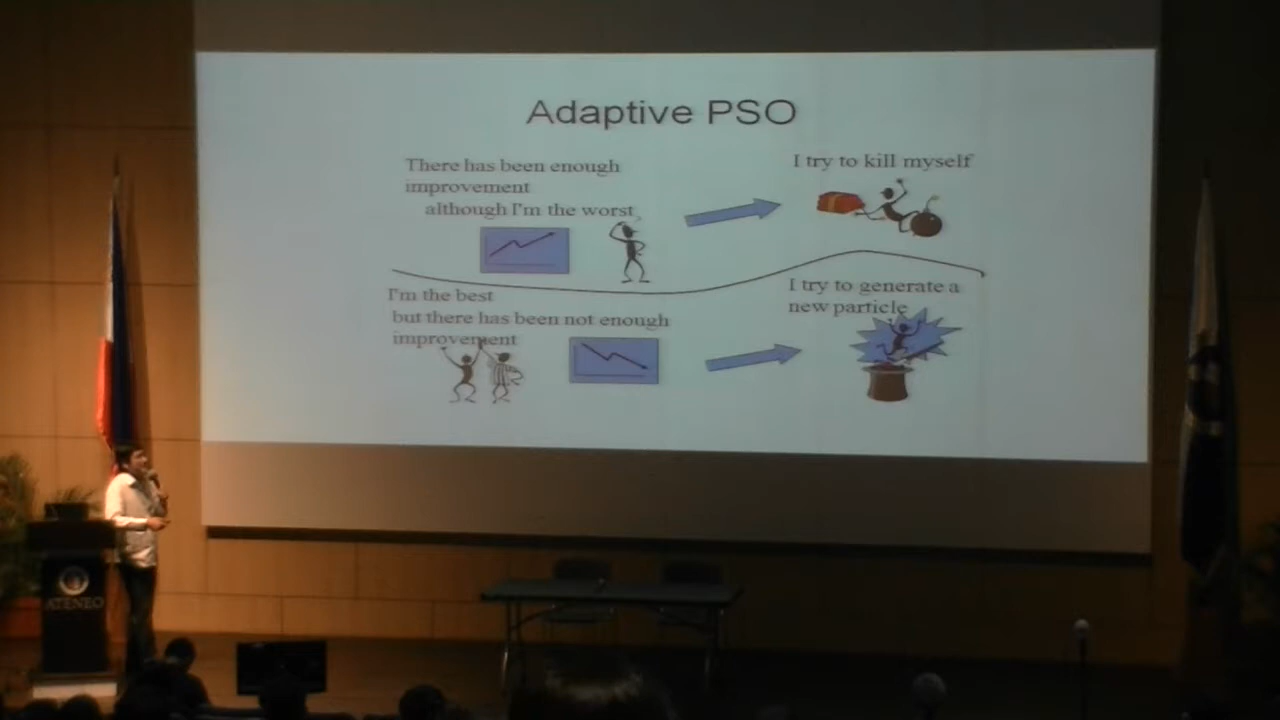 Adaptive PSO
There has been enough
improvement
although I'm the worst
I try to kill myself
I'm the best
but there has been not enough
improvement
I try to generate a
new particle
ATENEO